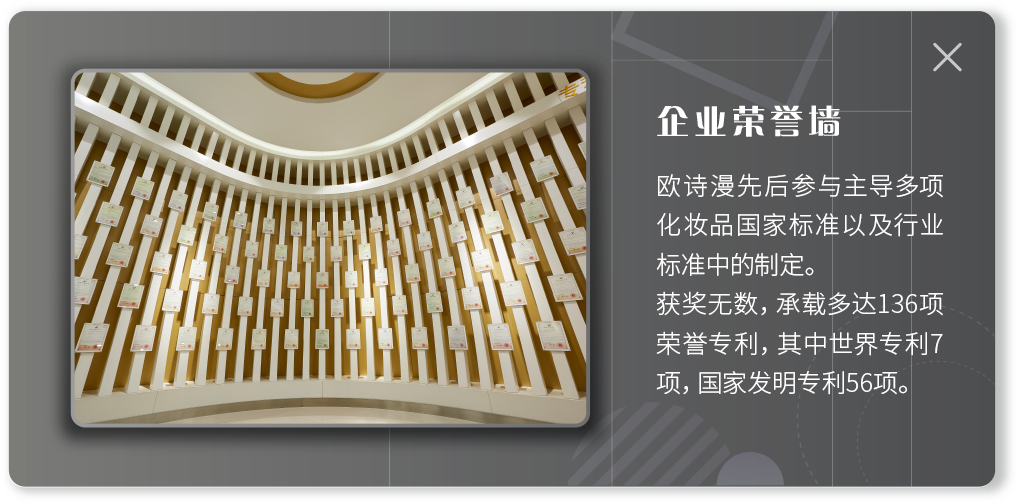 企业荣誉墙
欧诗漫先后参与主导多项
化妆品国家标准以及行业
标准中的制定。
获奖无数，承载多达136项
荣誉专利，其中世界专利7
项，国家发明专利56项。